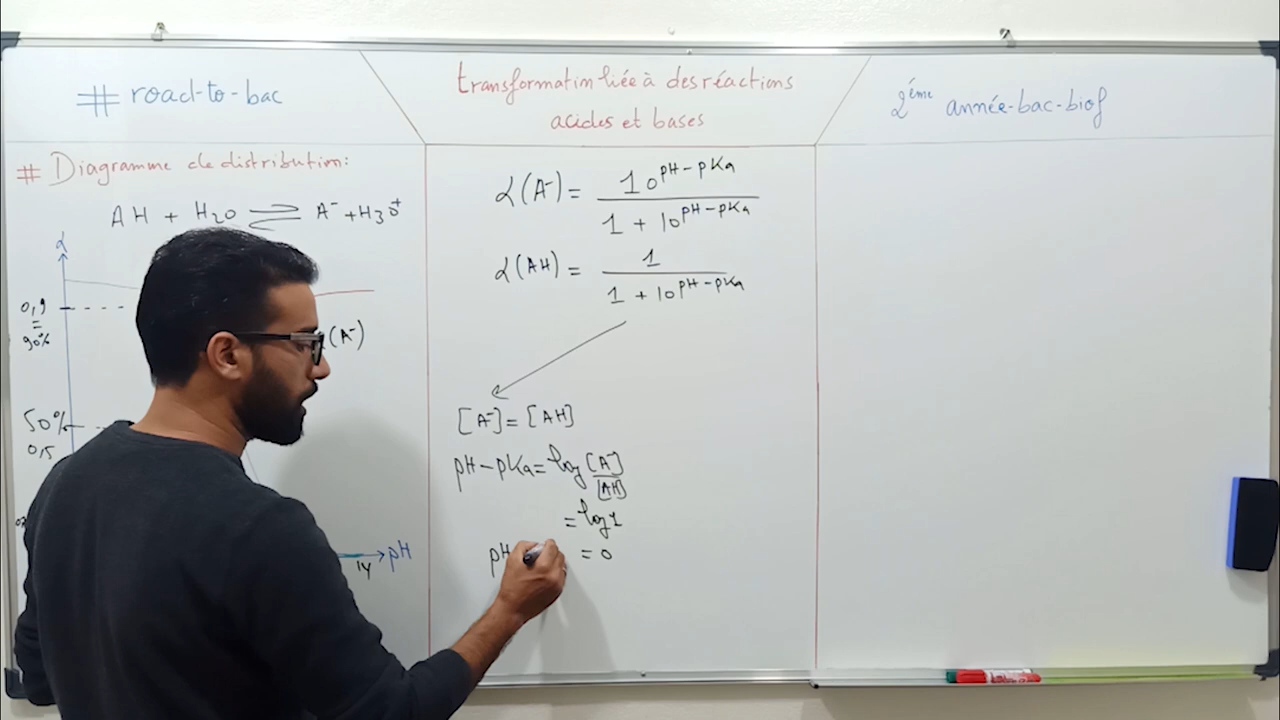 # road-to-bac
transformation liée à des réactions
acides et bases
2ème année-bac-biof
# Diagramme de distribution:
AH + H2O ⇌ A⁻ + H3O⁺
α
0,9
=
90%
(A⁻)
50%
0,5
14
pH
α(A⁻) = 10^(pH-pKa) / (1 + 10^(pH-pKa))
α(AH) = 1 / (1 + 10^(pH-pKa))
[A⁻] = [AH]
pH-pKa = log [A⁻]/[AH]
= log 1
pH = 0